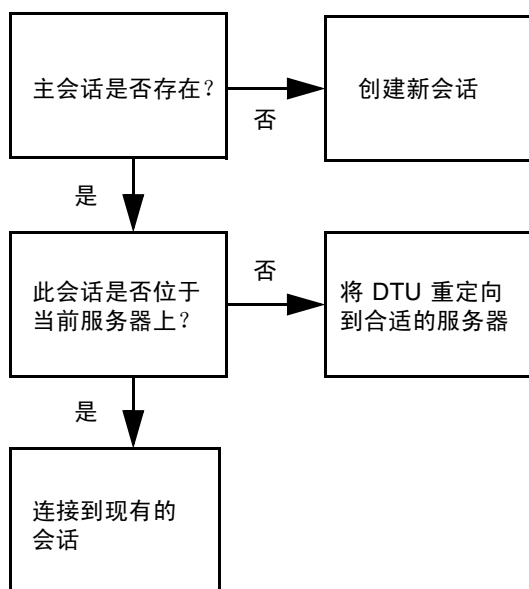 主会话是否存在？
创建新会话
否
是
此会话是否位于
当前服务器上？
否
将 DTU 重定向
到合适的服务器
是
连接到现有的
会话